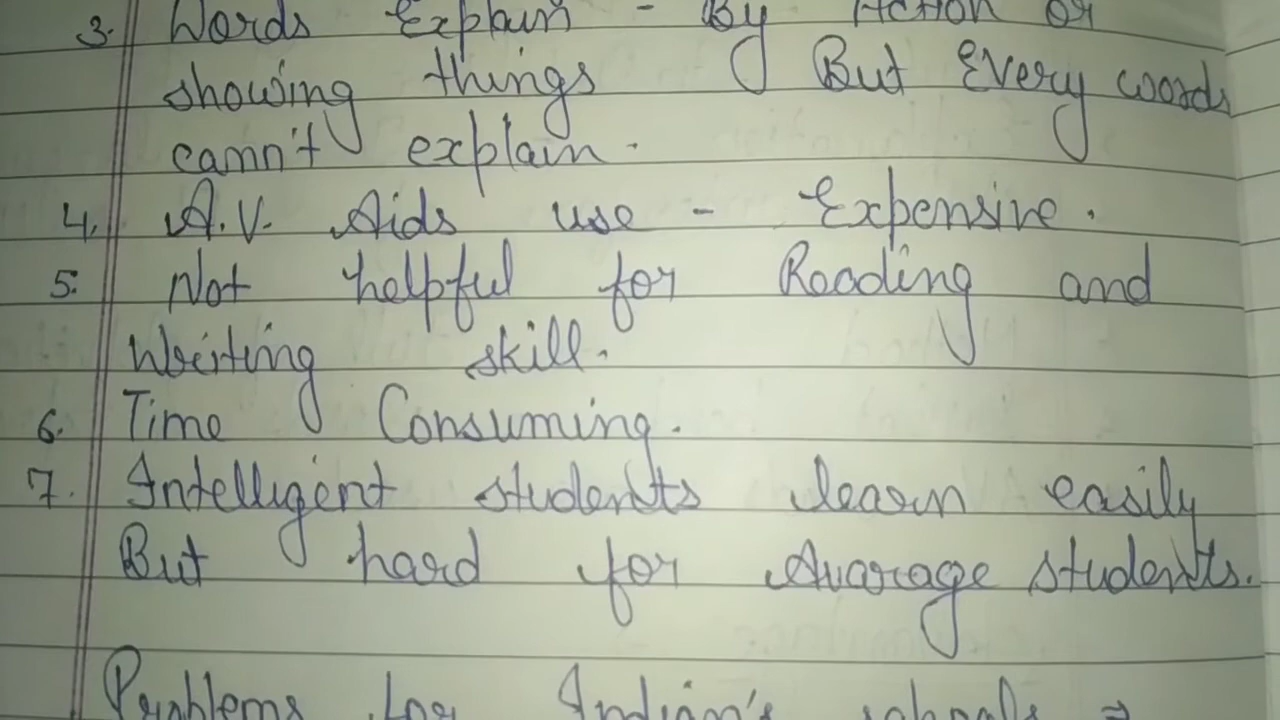 3. Words Explain - By Action or
showing things But Every words
camn't explain.
4. A.V. Aids use - Expensive.
5. Not helpful for Reading and
Writing skill.
6. Time Consuming.
7. Intelligent students learn easily
But hard for Avarage students.
Problems for Indian's schools →